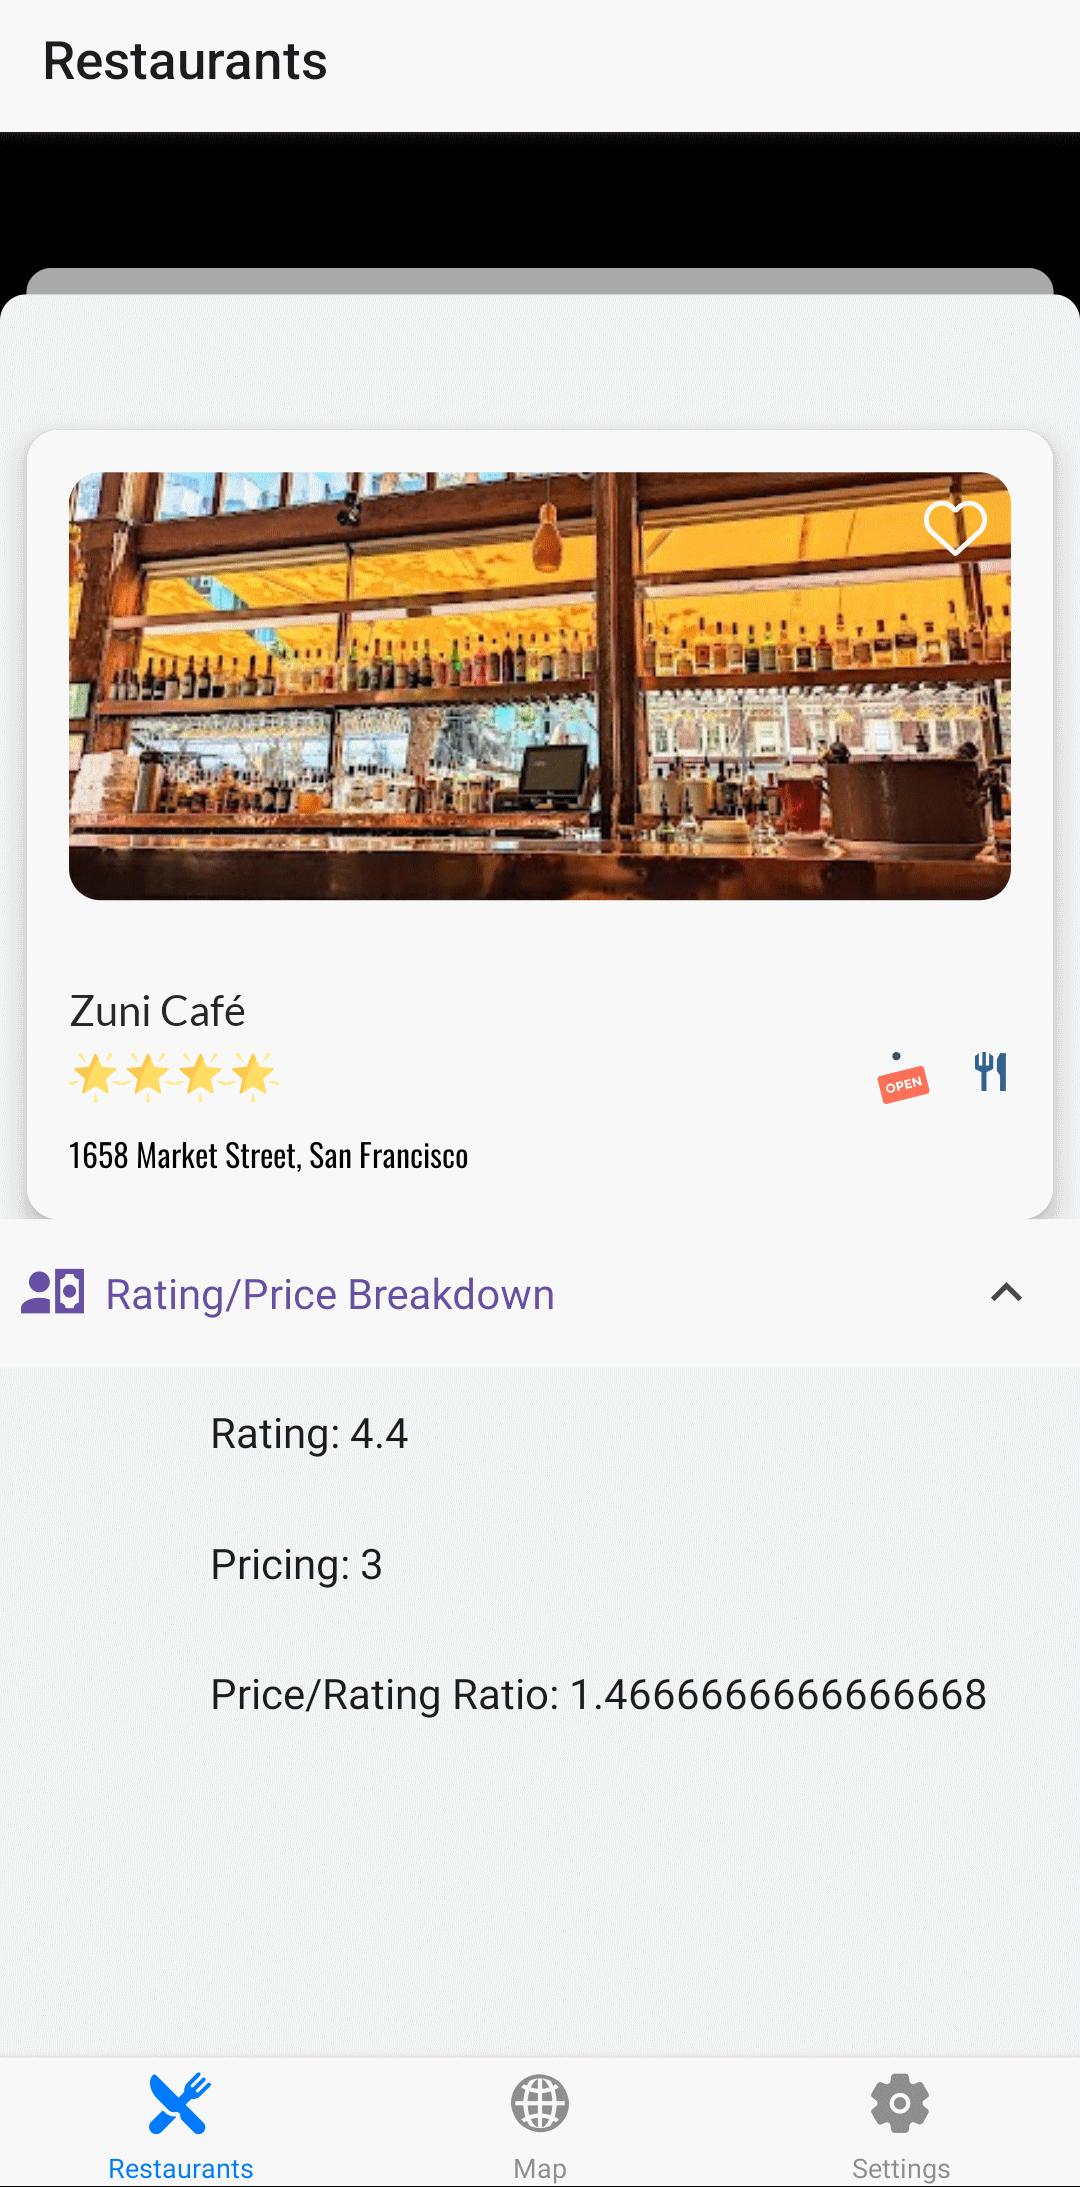 Restaurants
Zuni Café
OPEN
1658 Market Street, San Francisco
Rating/Price Breakdown
Rating: 4.4
Pricing: 3
Price/Rating Ratio: 1.4666666666666668
Restaurants
Map
Settings